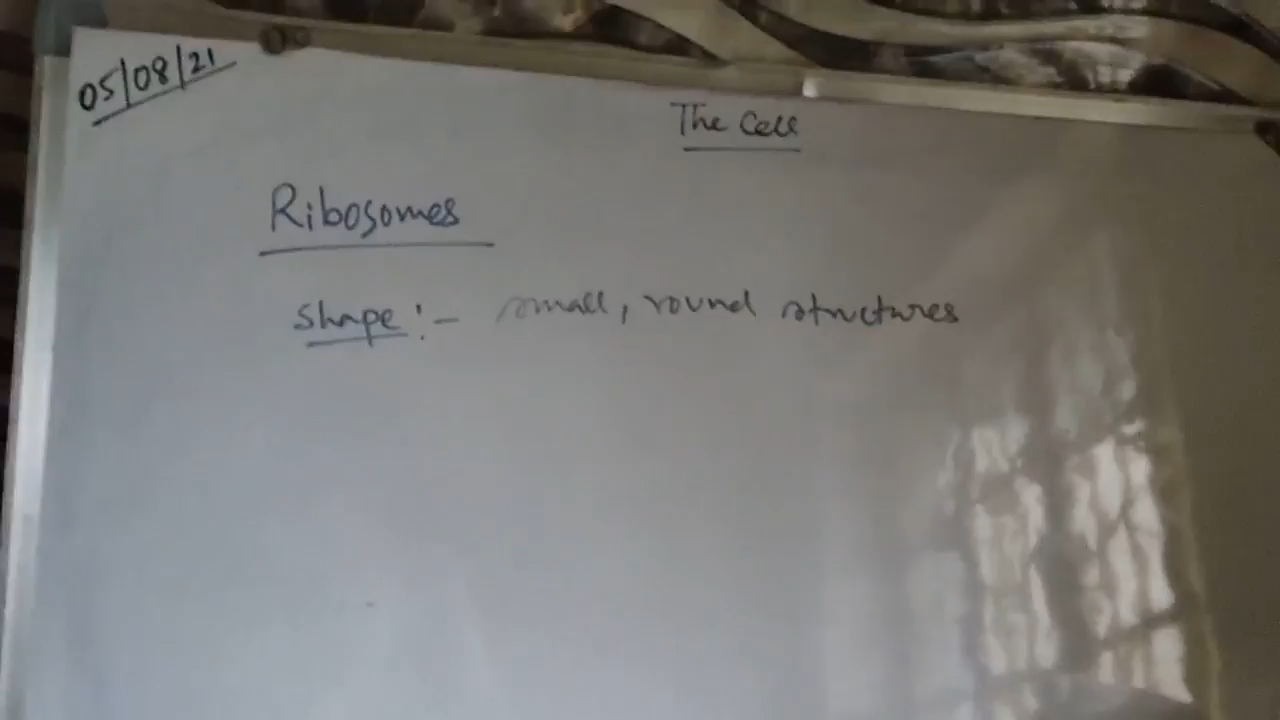 05/08/21
The Cell
Ribosomes
Shape :- small, round structures